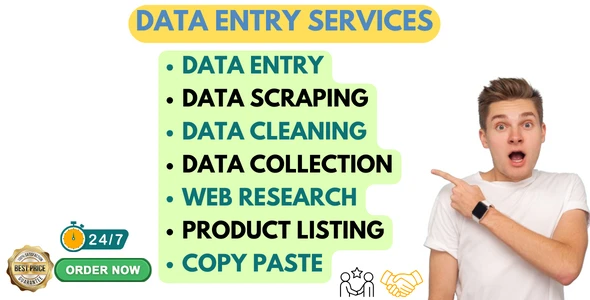 DATA ENTRY SERVICES
• DATA ENTRY
• DATA SCRAPING
• DATA CLEANING
• DATA COLLECTION
• WEB RESEARCH
• PRODUCT LISTING
• COPY PASTE
24/7
BEST PRICE
ORDER NOW